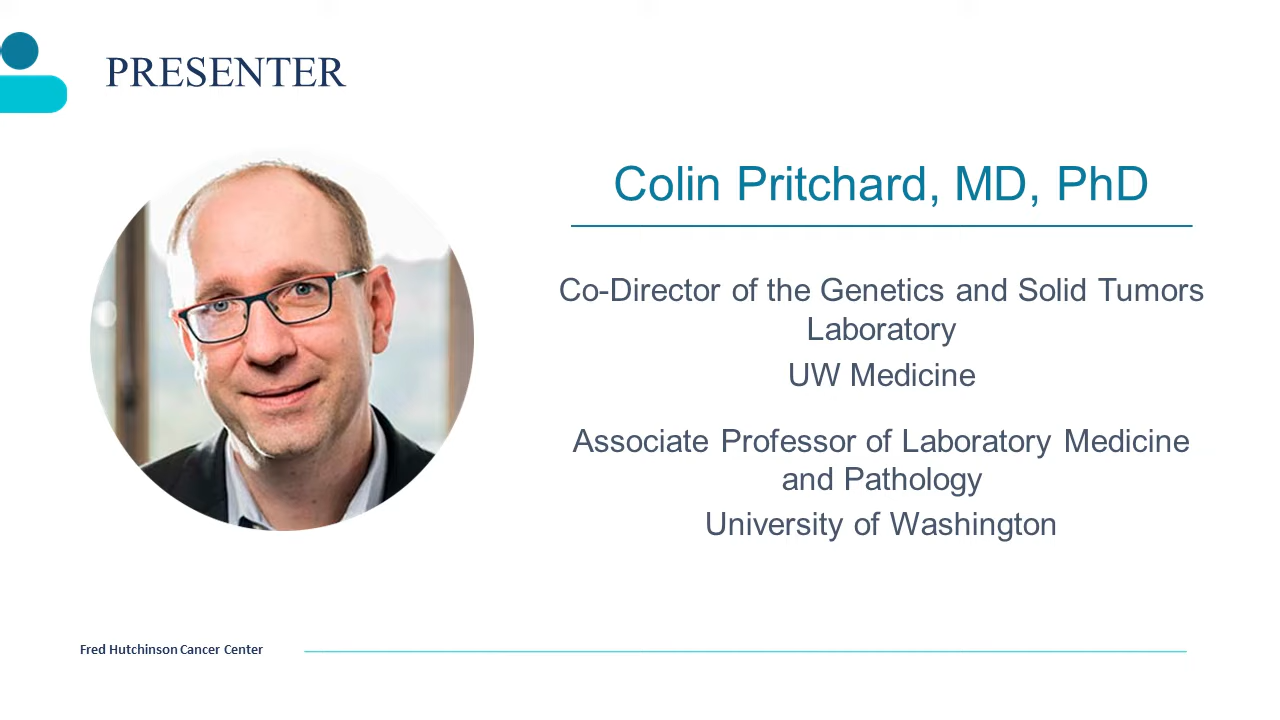 PRESENTER
Colin Pritchard, MD, PhD
Co-Director of the Genetics and Solid Tumors
Laboratory
UW Medicine
Associate Professor of Laboratory Medicine
and Pathology
University of Washington
Fred Hutchinson Cancer Center